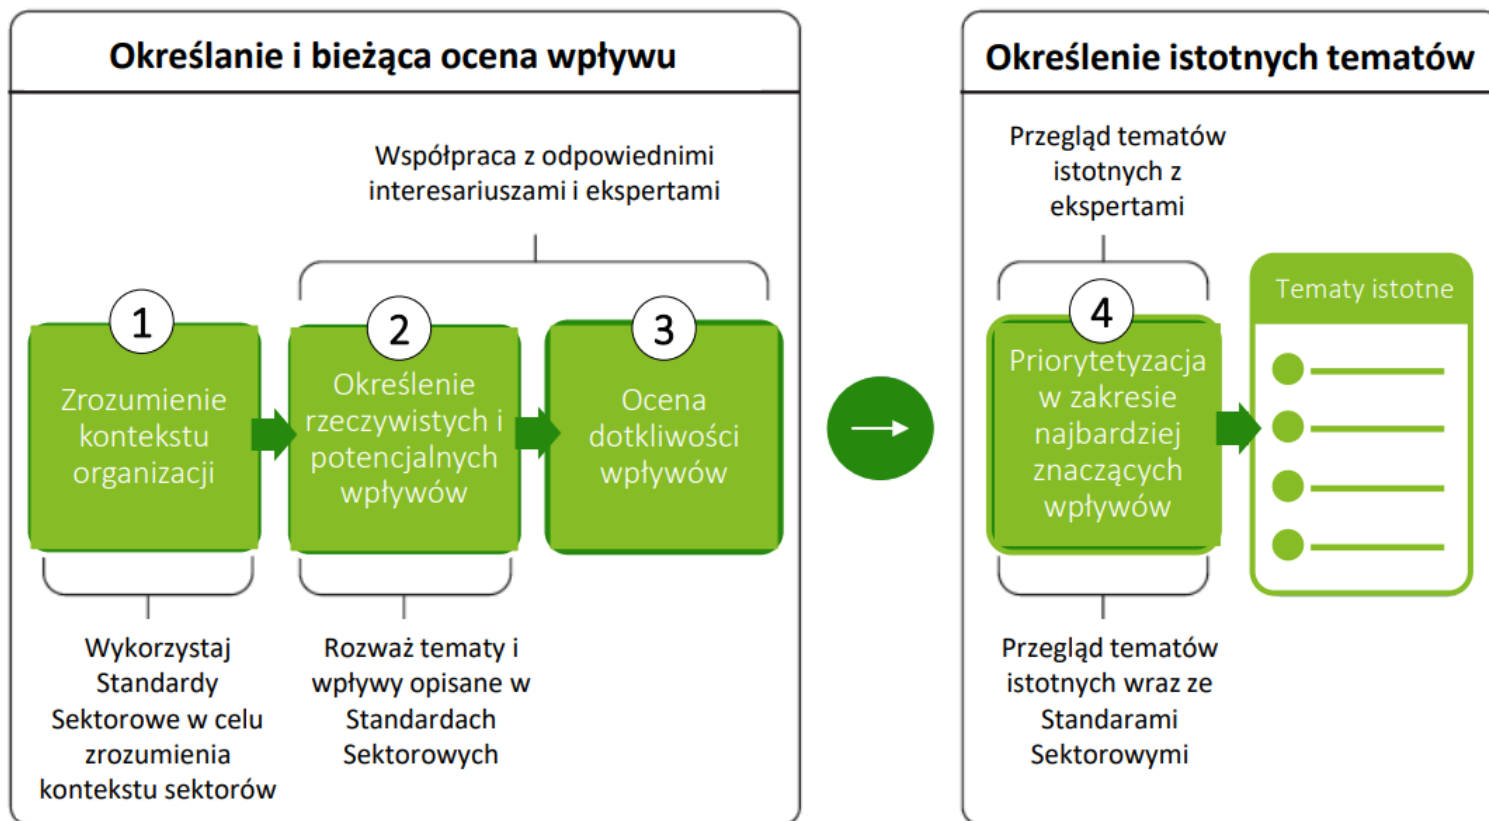 Określanie i bieżąca ocena wpływu
Współpraca z odpowiednimi
interesariuszami i ekspertami
1
Zrozumienie
kontekstu
organizacji
2
Określenie
rzeczywistych i
potencjalnych
wpływów
3
Ocena
dotkliwości
wpływów
Wykorzystaj
Standardy
Sektorowe w celu
zrozumienia
kontekstu sektorów
Rozważ tematy i
wpływy opisane w
Standardach
Sektorowych
Określenie istotnych tematów
Przegląd tematów
istotnych z
ekspertami
4
Priorytetyzacja
w zakresie
najbardziej
znaczących
wpływów
Tematy istotne
Przegląd tematów
istotnych wraz ze
Standarami
Sektorowymi